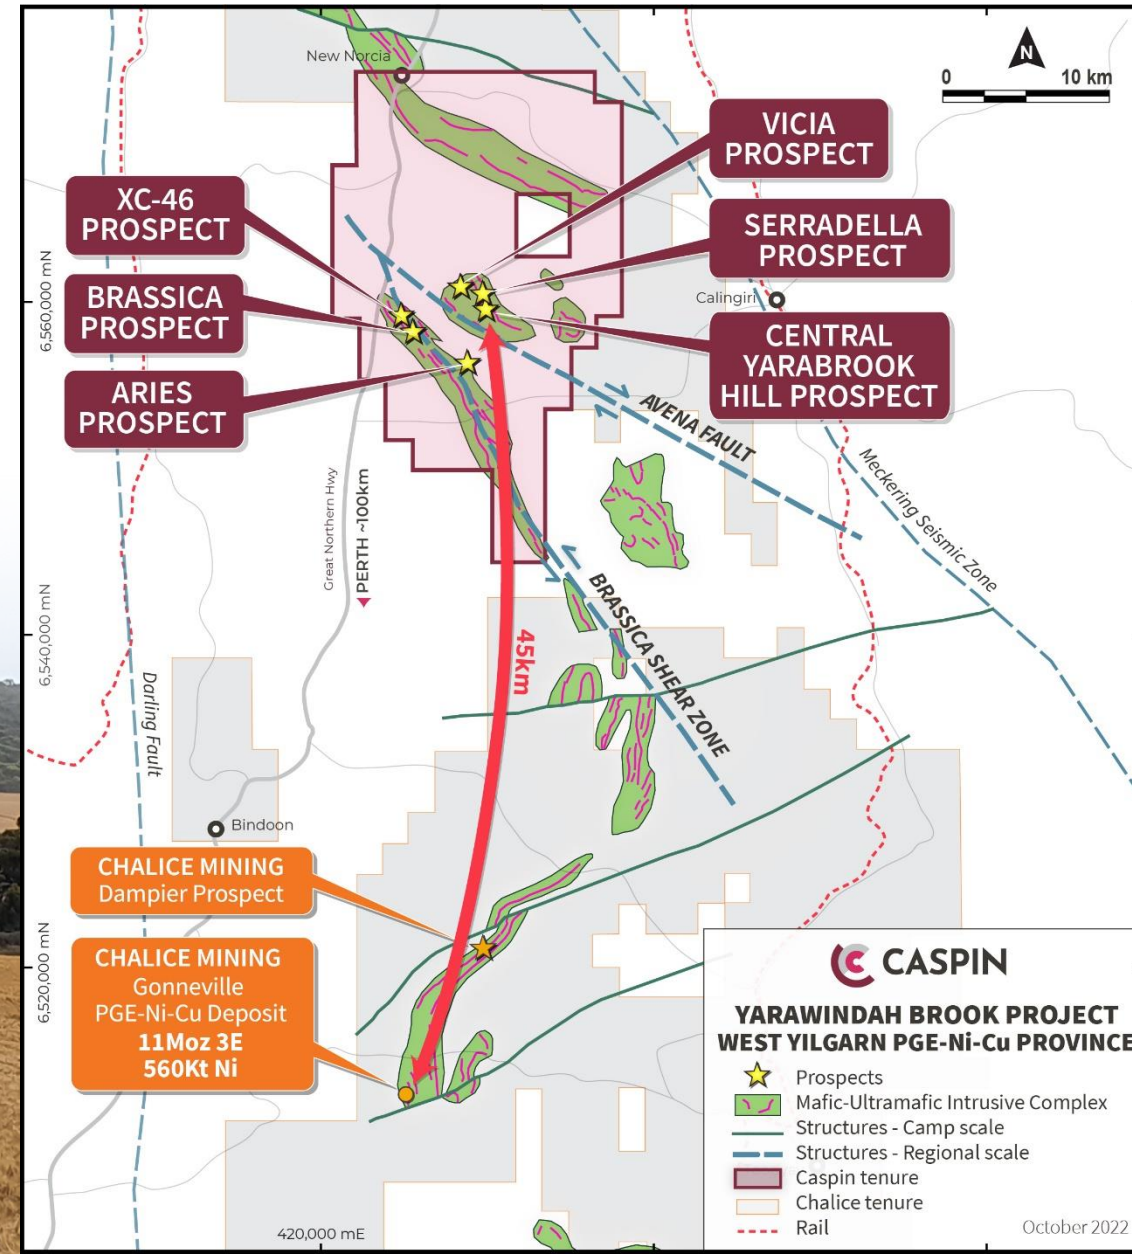 New Norcia
N
0 10 km
VICIA
PROSPECT
XC-46
PROSPECT
SERRADELLA
PROSPECT
BRASSICA
PROSPECT
Calingiri
6,560,000 mN
CENTRAL
YARABROOK
HILL PROSPECT
ARIES
PROSPECT
AVENA FAULT
Meckering Seismic Zone
Great Northern Hwy
PERTH ~100km
BRASSICA SHEAR ZONE
45km
6,540,000 mN
Darling Fault
Bindoon
CHALICE MINING
Dampier Prospect
CHALICE MINING
Gonneville
PGE-Ni-Cu Deposit
11Moz 3E
560Kt Ni
6,520,000 mN
420,000 mE
CASPIN
YARAWINDAH BROOK PROJECT
WEST YILGARN PGE-Ni-Cu PROVINCE
Prospects
Mafic-Ultramafic Intrusive Complex
Structures - Camp scale
Structures - Regional scale
Caspin tenure
Chalice tenure
Rail
October 2022